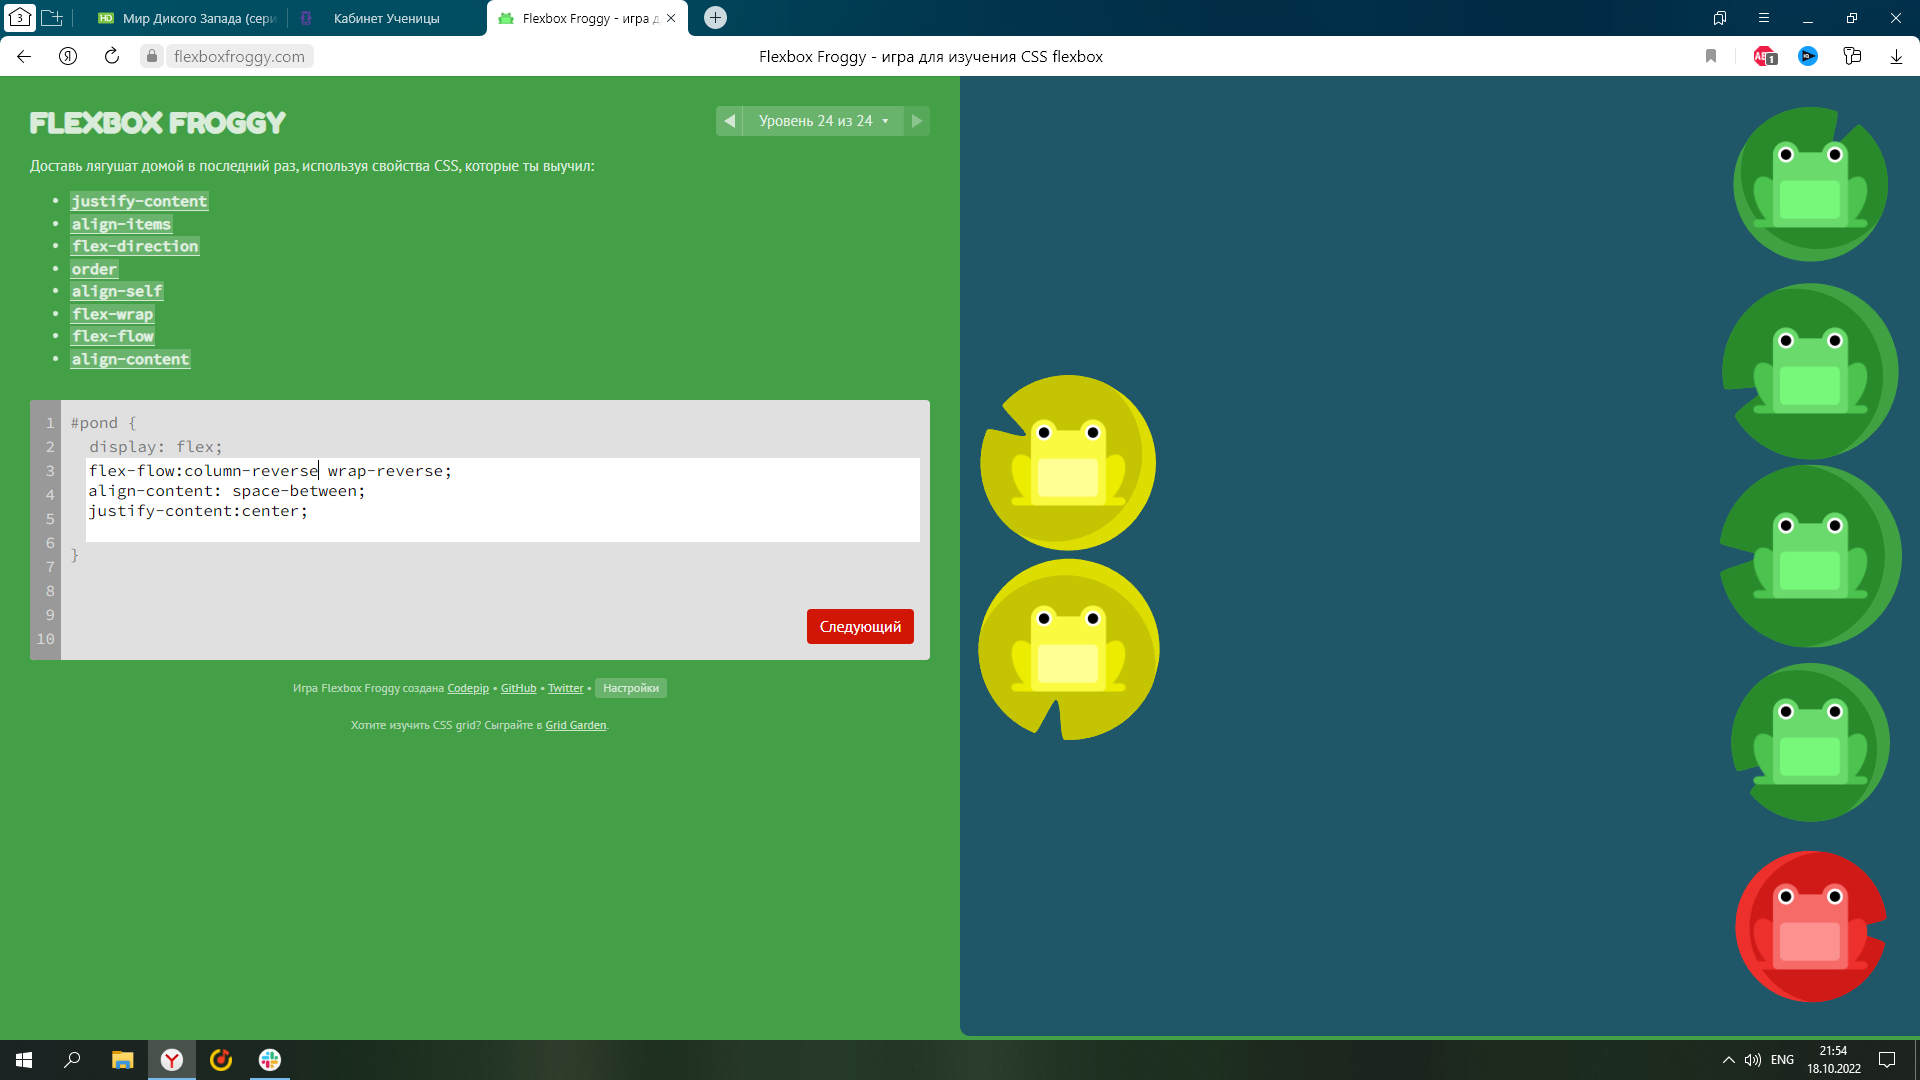 3
HD Мир Дикого Запада (сери
Кабинет Ученицы
Flexbox Froggy - игра д
Я
flexboxfroggy.com
Flexbox Froggy - игра для изучения CSS flexbox
1
FLEXBOX FROGGY
Уровень 24 из 24
Доставь лягушат домой в последний раз, используя свойства CSS, которые ты выучил:
• justify-content
• align-items
• flex-direction
• order
• align-self
• flex-wrap
• flex-flow
• align-content
1 #pond {
2 display: flex;
3 flex-flow:column-reverse wrap-reverse;
4 align-content: space-between;
5 justify-content:center;
6 }
7
8
9
10
Следующий
Игра Flexbox Froggy создана Codepip • GitHub • Twitter • Настройки
Хотите изучить CSS grid? Сыграйте в Grid Garden.
ENG
21:54
18.10.2022